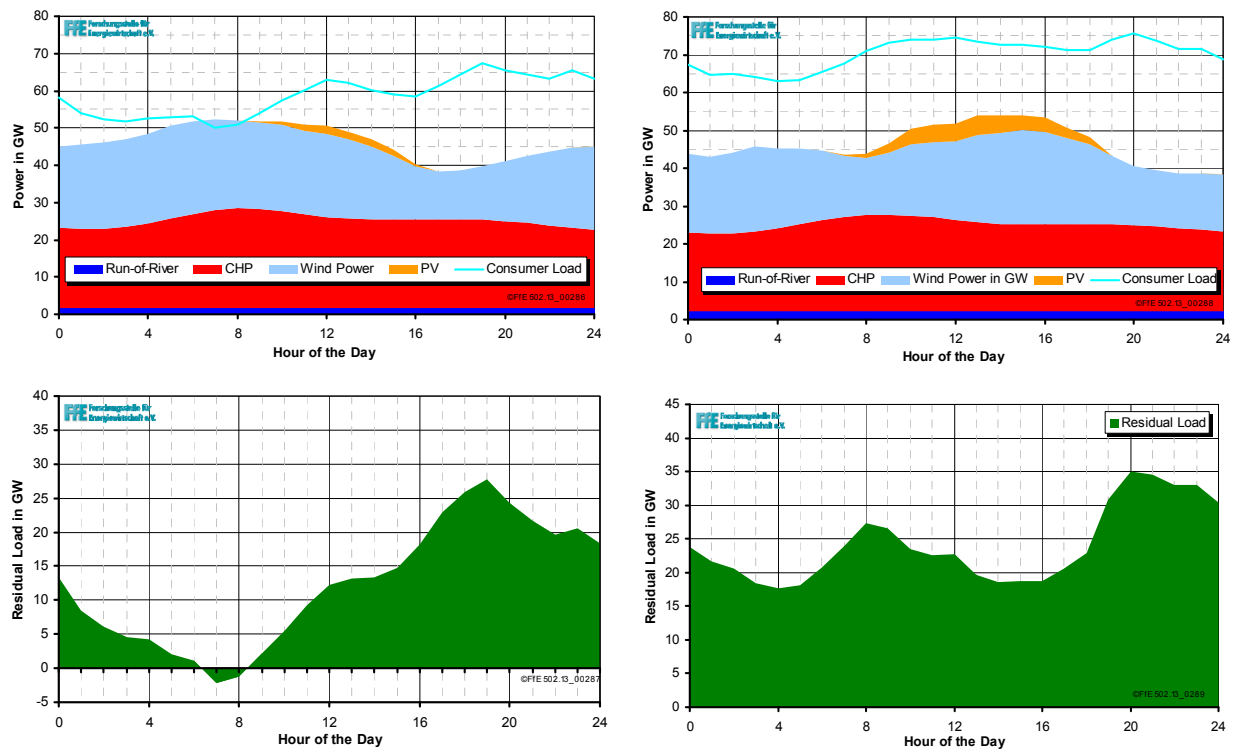 FfE Forschungsstelle für
Energiewirtschaft e.V.
80
70
60
50
40
30
20
10
0
Power in GW
Run-of-River CHP Wind Power PV Consumer Load
©FfE 502.13_00286
0 4 8 12 16 20 24
Hour of the Day
FfE Forschungsstelle für
Energiewirtschaft e.V.
80
70
60
50
40
30
20
10
0
Power in GW
Run-of-River CHP Wind Power in GW PV Consumer Load
©FfE 502.13_00288
0 4 8 12 16 20 24
Hour of the Day
FfE Forschungsstelle für
Energiewirtschaft e.V.
40
35
30
25
20
15
10
5
0
-5
Residual Load in GW
©FfE 502.13_00287
0 4 8 12 16 20 24
Hour of the Day
FfE Forschungsstelle für
Energiewirtschaft e.V.
Residual Load
45
40
35
30
25
20
15
10
5
0
Residual Load in GW
©FfE 502.13_0289
0 4 8 12 16 20 24
Hour of the Day